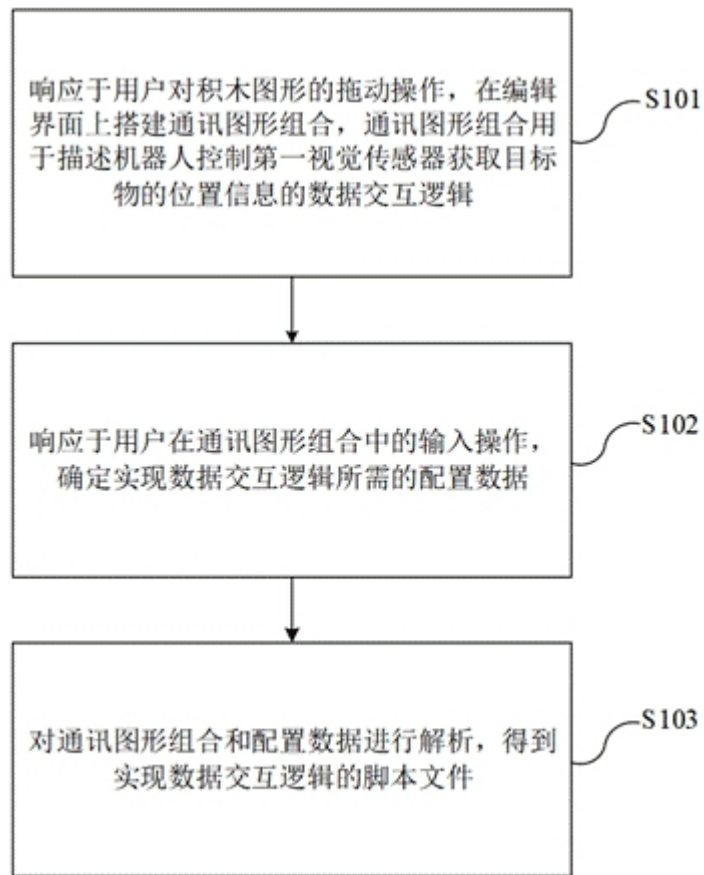 响应于用户对积木图形的拖动操作，在编辑
界面上搭建通讯图形组合，通讯图形组合用
于描述机器人控制第一视觉传感器获取目标
物的位置信息的数据交互逻辑
S101
响应于用户在通讯图形组合中的输入操作，
确定实现数据交互逻辑所需的配置数据
S102
对通讯图形组合和配置数据进行解析，得到
实现数据交互逻辑的脚本文件
S103